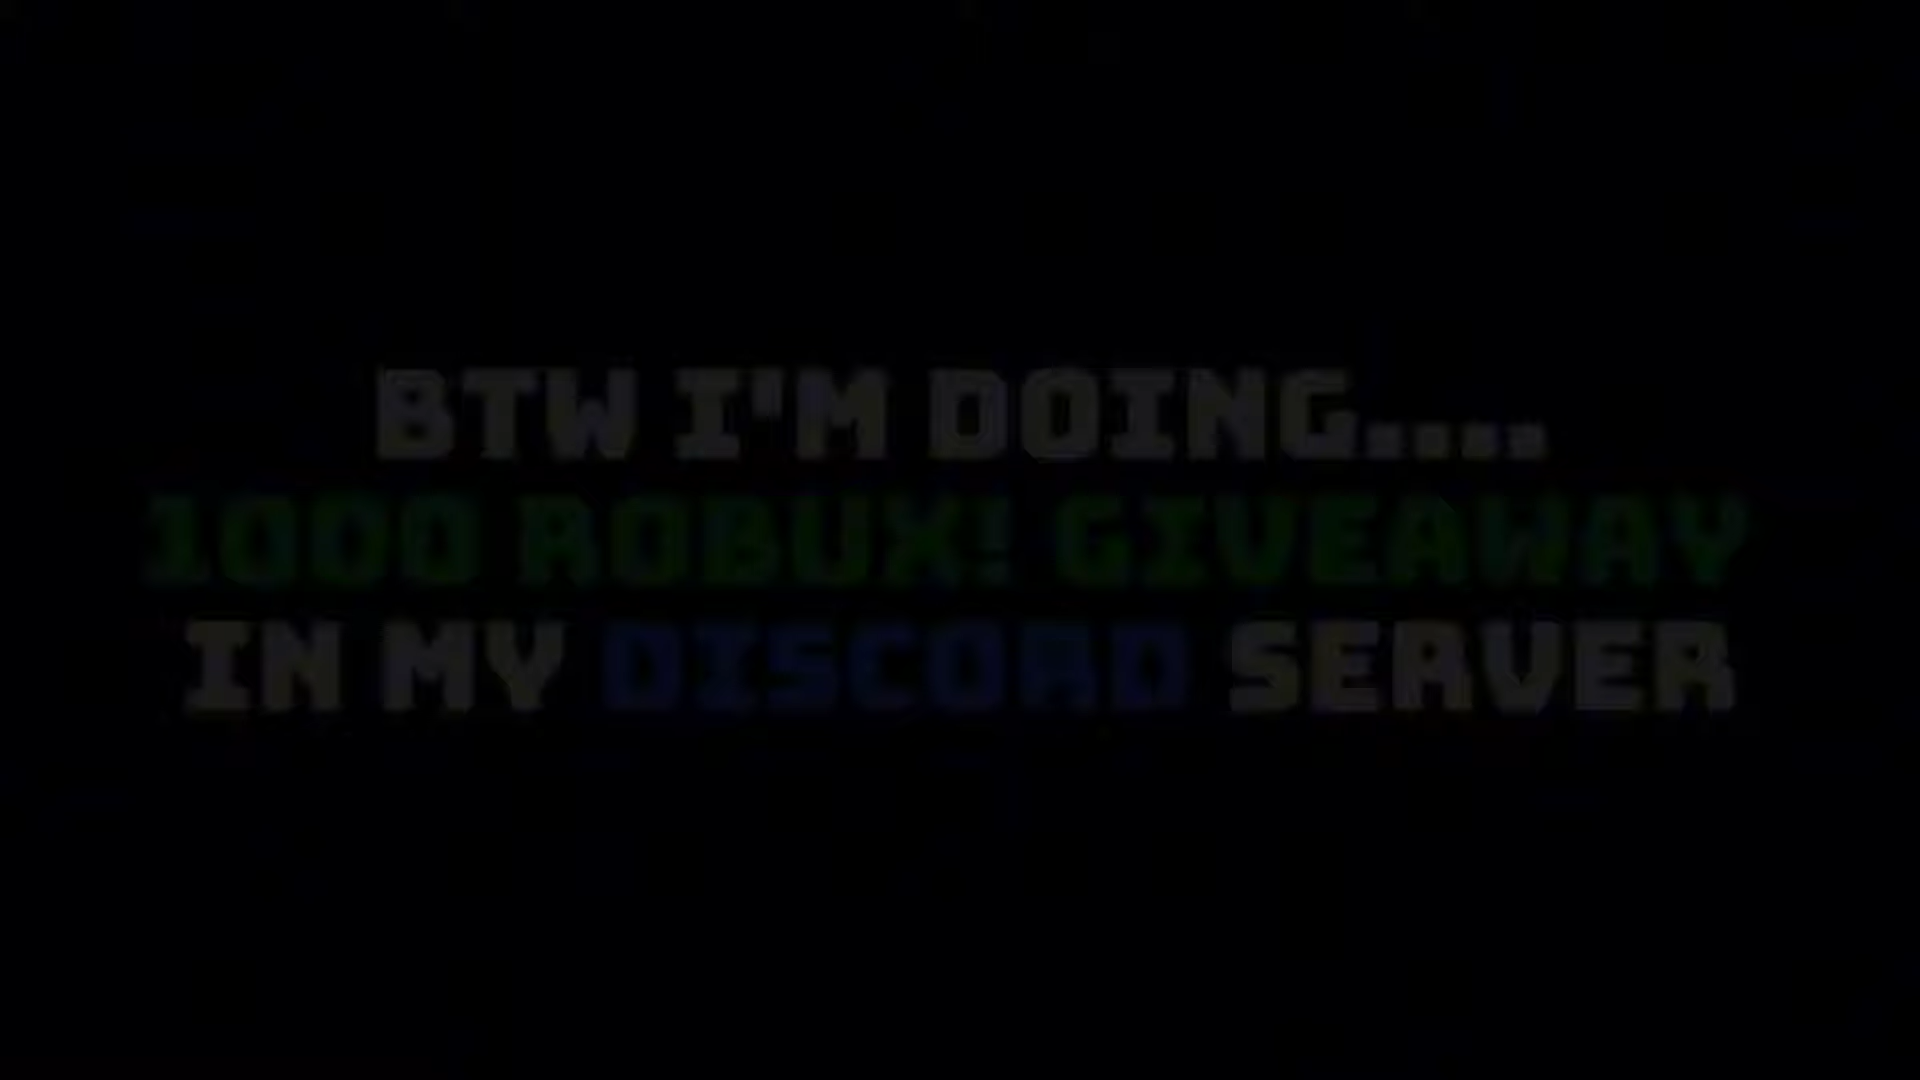 BTW I'M DOING....
1000 ROBUX! GIVEAWAY
IN MY DISCORD SERVER